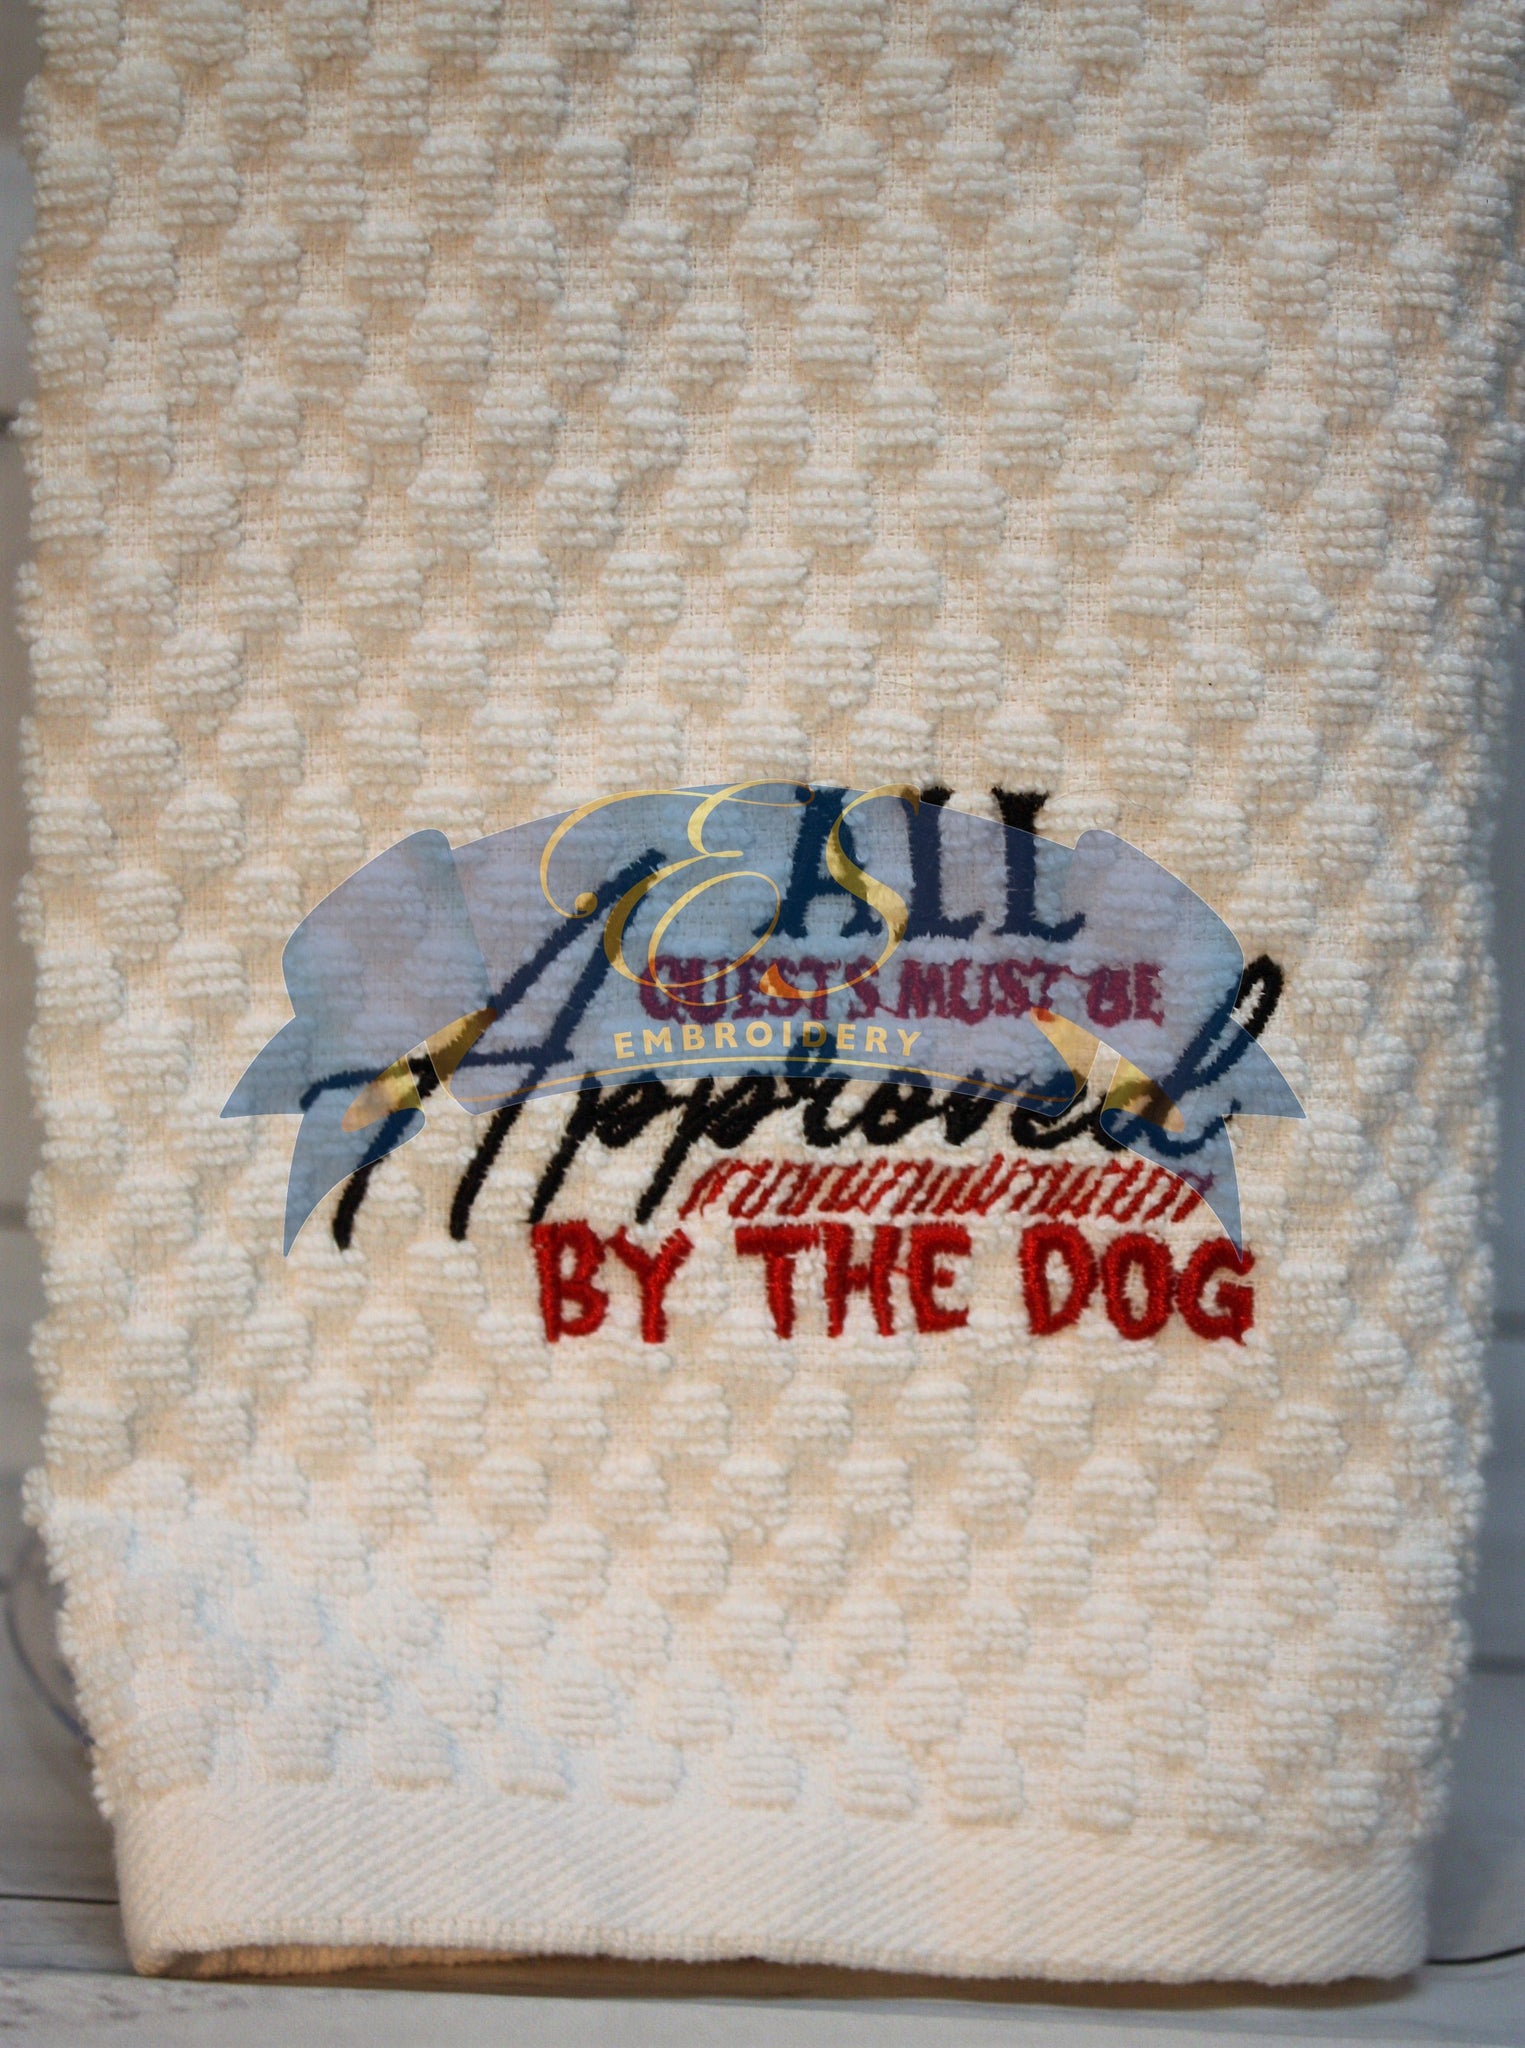 ALL
GUESTS MUST BE
Approved
BY THE DOG
ES
EMBROIDERY